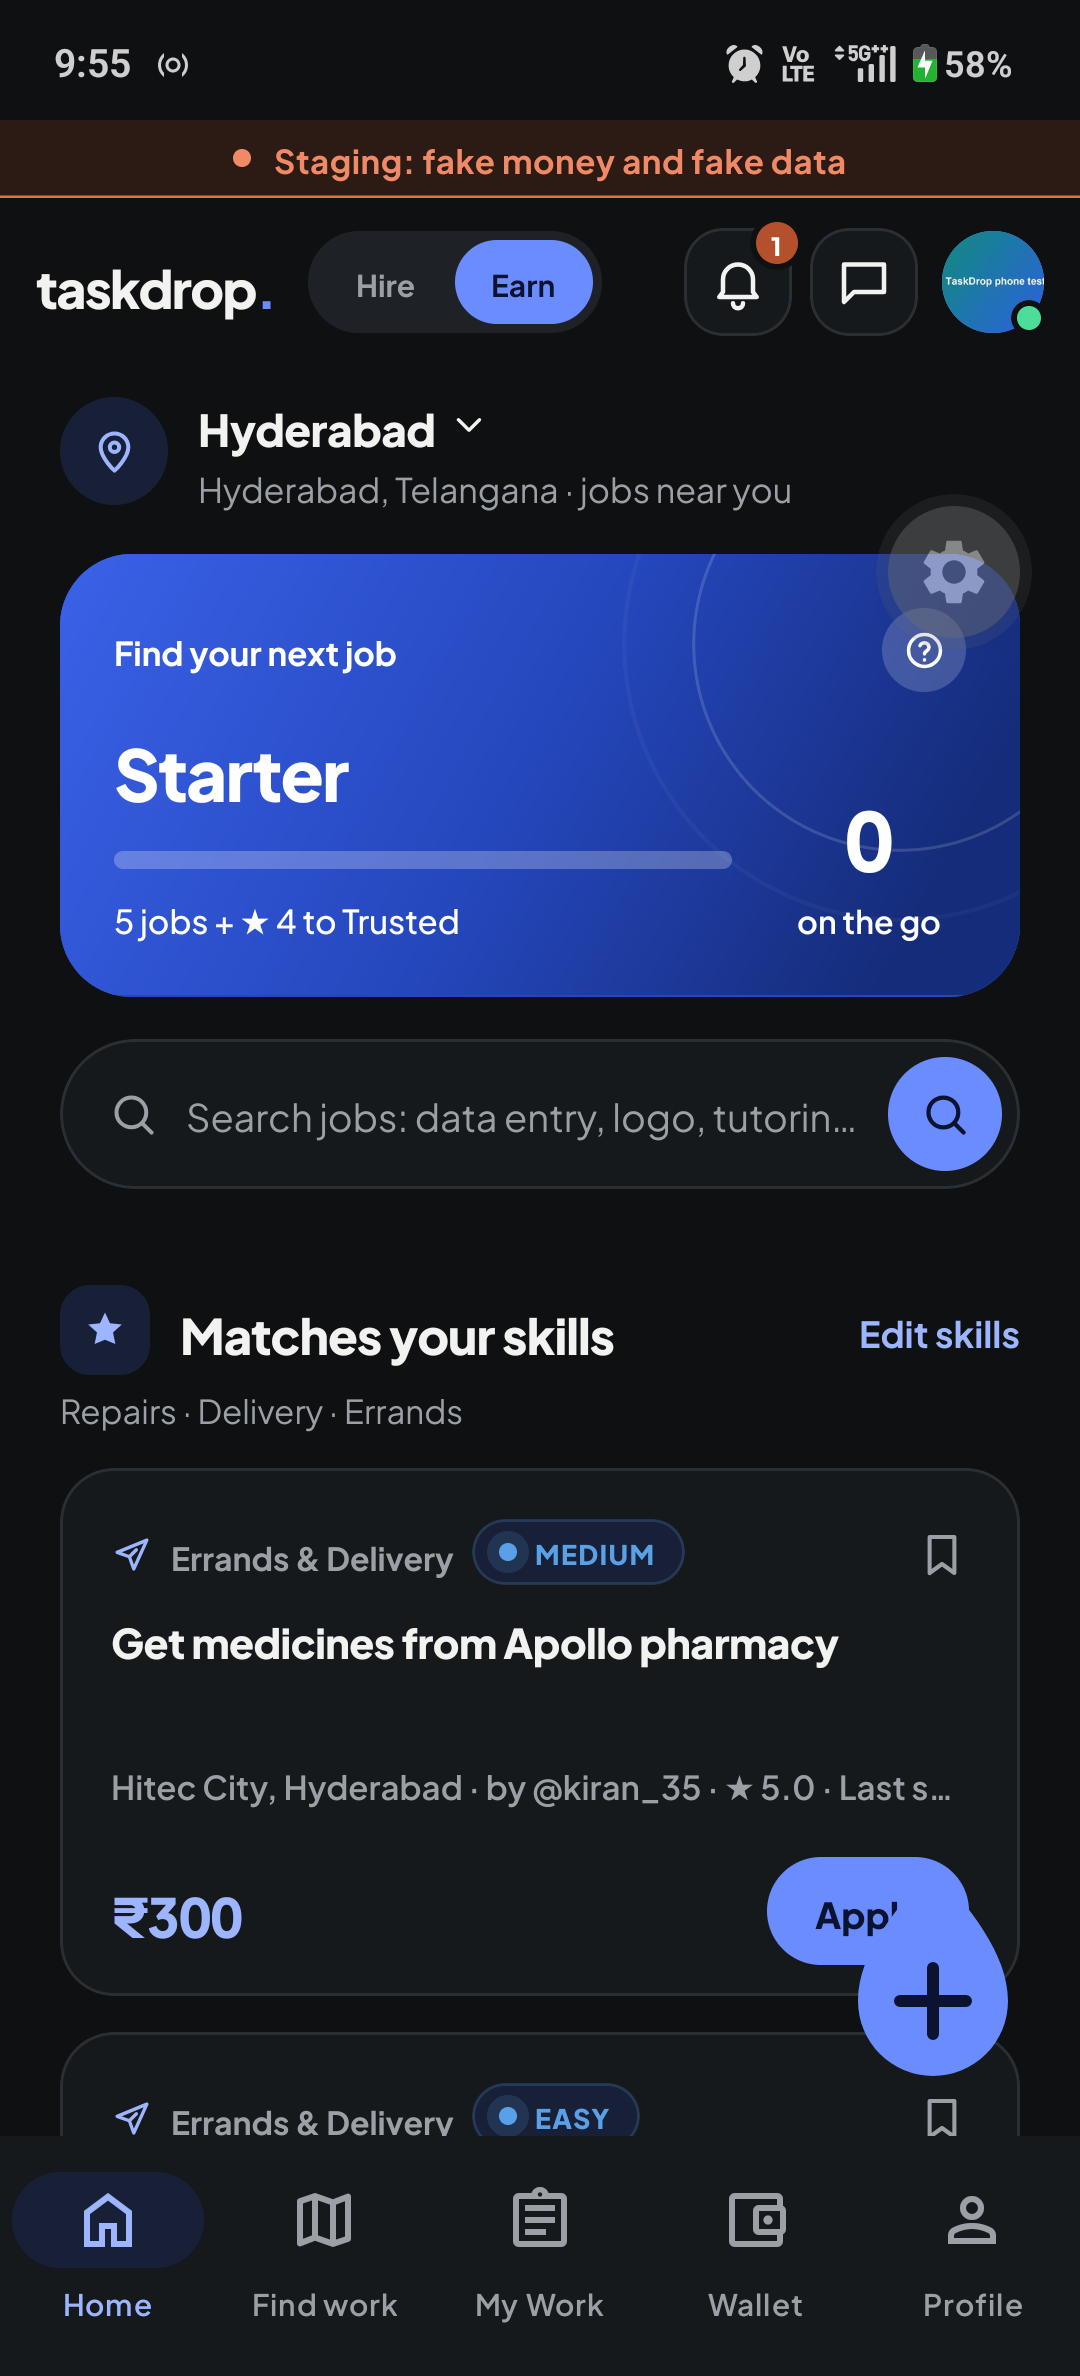 9:55
Vo LTE 5G++ 58%
Staging: fake money and fake data
taskdrop. Hire Earn 1
TaskDrop phone test
Hyderabad
Hyderabad, Telangana · jobs near you
Find your next job
Starter
0
5 jobs + ★ 4 to Trusted on the go
Search jobs: data entry, logo, tutorin...
Matches your skills Edit skills
Repairs · Delivery · Errands
Errands & Delivery MEDIUM
Get medicines from Apollo pharmacy
Hitec City, Hyderabad · by @kiran_35 · ★ 5.0 · Last s...
₹300
Errands & Delivery EASY
Home Find work My Work Wallet Profile